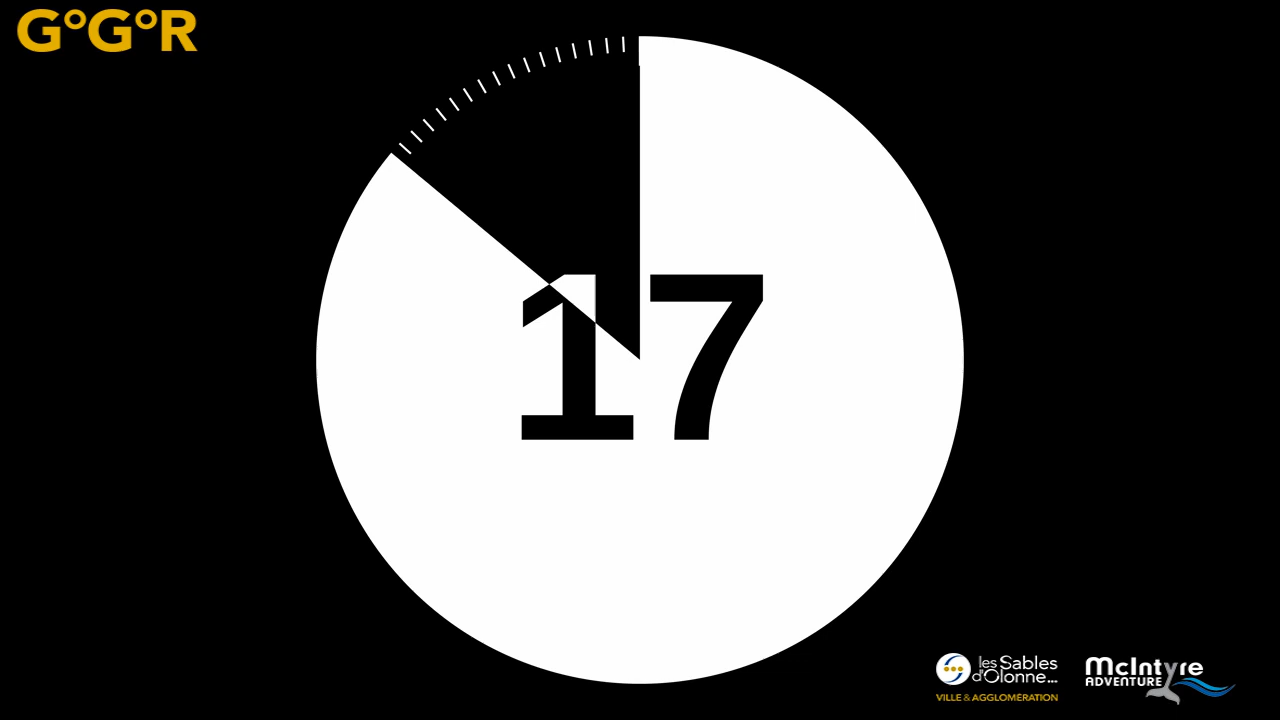 G°G°R
17
les Sables
d'Olonne...
VILLE & AGGLOMÉRATION
McIntyre
ADVENTURE